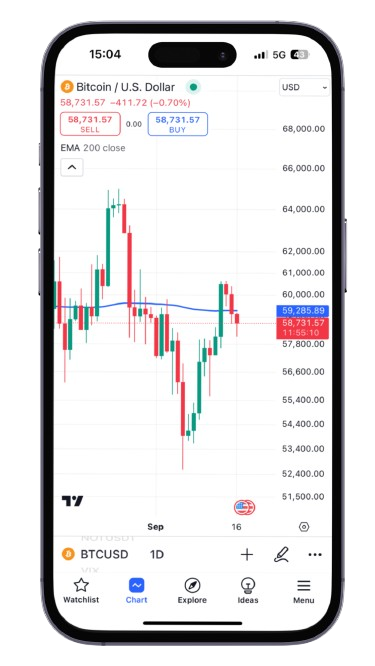 15:04
5G 43
Bitcoin / U.S. Dollar
USD
58,731.57 −411.72 (−0.70%)
58,731.57
SELL
0.00
58,731.57
BUY
EMA 200 close
68,000.00
66,000.00
64,000.00
62,000.00
61,000.00
60,000.00
59,285.89
58,731.57
11:55:10
57,800.00
56,600.00
55,400.00
54,400.00
53,400.00
52,400.00
51,500.00
Sep
16
NOTUSDT
BTCUSD 1D
VIX
Watchlist
Chart
Explore
Ideas
Menu